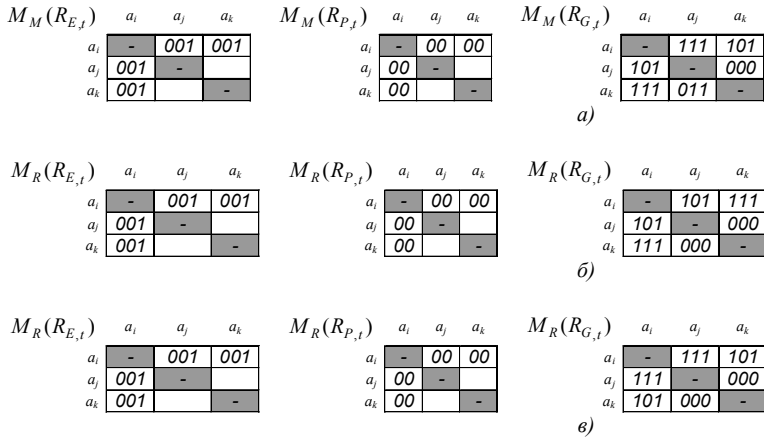 M_M(R_{E,t}) a_i a_j a_k M_M(R_{P,t}) a_i a_j a_k M_M(R_{G,t}) a_i a_j a_k
a_i - 001 001 a_i - 00 00 a_i - 111 101
a_j 001 - a_j 00 - a_j 101 - 000
a_k 001 - a_k 00 - a_k 111 011 -
а)
M_R(R_{E,t}) a_i a_j a_k M_R(R_{P,t}) a_i a_j a_k M_R(R_{G,t}) a_i a_j a_k
a_i - 001 001 a_i - 00 00 a_i - 101 111
a_j 001 - a_j 00 - a_j 101 - 000
a_k 001 - a_k 00 - a_k 111 000 -
б)
M_R(R_{E,t}) a_i a_j a_k M_R(R_{P,t}) a_i a_j a_k M_R(R_{G,t}) a_i a_j a_k
a_i - 001 001 a_i - 00 00 a_i - 111 101
a_j 001 - a_j 00 - a_j 111 - 000
a_k 001 - a_k 00 - a_k 101 000 -
в)